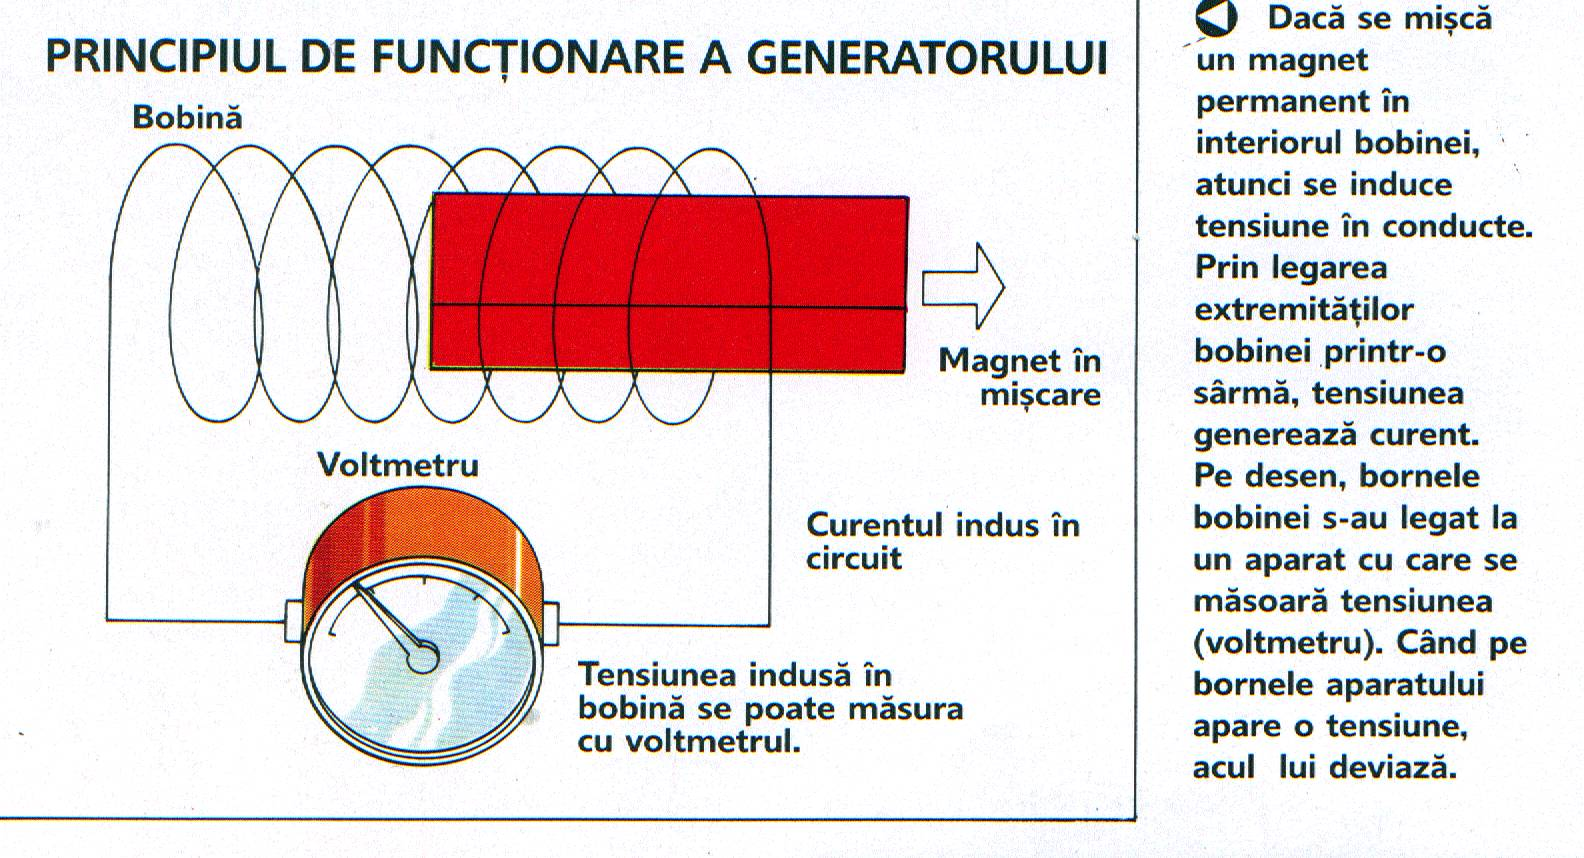 PRINCIPIUL DE FUNCȚIONARE A GENERATORULUI
Bobină
Magnet în
mișcare
Voltmetru
Curentul indus în
circuit
Tensiunea indusă în
bobină se poate măsura
cu voltmetrul.
Dacă se mișcă
un magnet
permanent în
interiorul bobinei,
atunci se induce
tensiune în conducte.
Prin legarea
extremităților
bobinei printr-o
sârmă, tensiunea
generează curent.
Pe desen, bornele
bobinei s-au legat la
un aparat cu care se
măsoară tensiunea
(voltmetru). Când pe
bornele aparatului
apare o tensiune,
acul lui deviază.